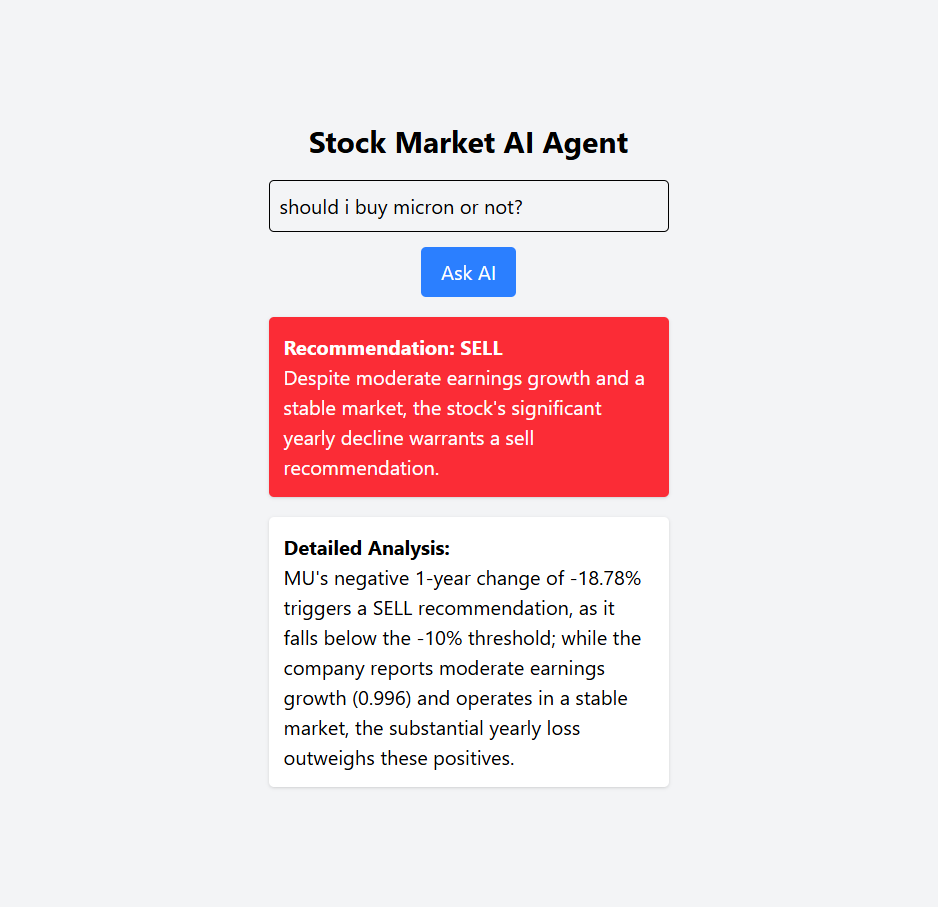 Stock Market AI Agent
should i buy micron or not?
Ask AI
Recommendation: SELL
Despite moderate earnings growth and a
stable market, the stock's significant
yearly decline warrants a sell
recommendation.
Detailed Analysis:
MU's negative 1-year change of -18.78%
triggers a SELL recommendation, as it
falls below the -10% threshold; while the
company reports moderate earnings
growth (0.996) and operates in a stable
market, the substantial yearly loss
outweighs these positives.